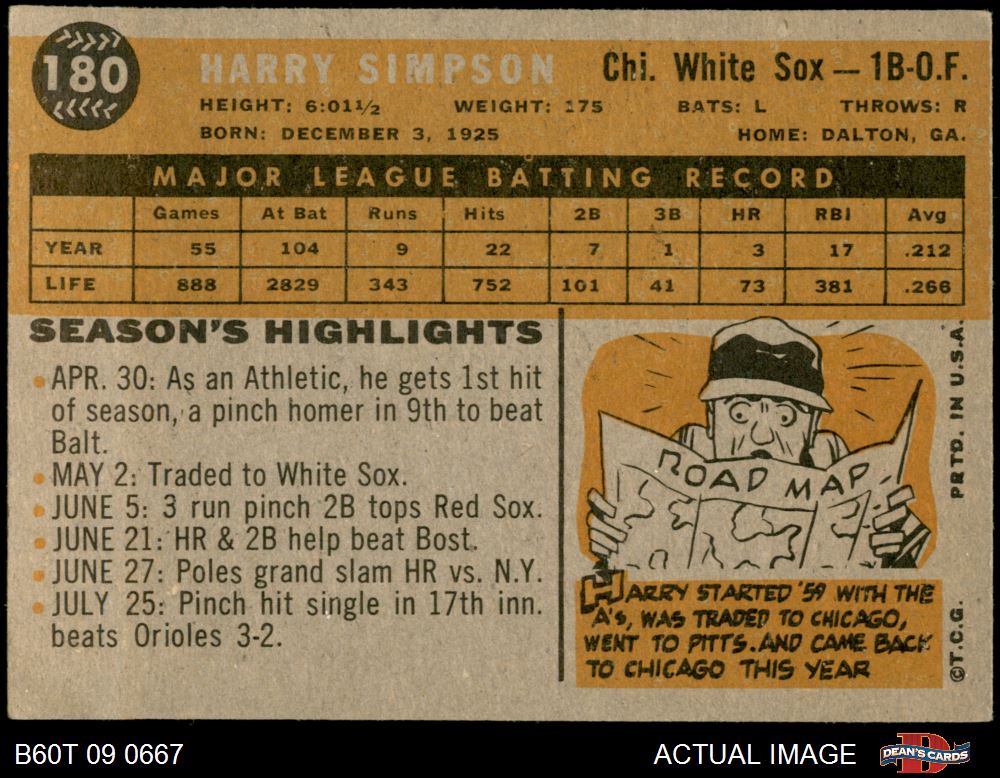 180
HARRY SIMPSON
Chi. White Sox — 1B-O.F.
HEIGHT: 6:01½ WEIGHT: 175 BATS: L THROWS: R
BORN: DECEMBER 3, 1925 HOME: DALTON, GA.
MAJOR LEAGUE BATTING RECORD
Games At Bat Runs Hits 2B 3B HR RBI Avg
YEAR 55 104 9 22 7 1 3 17 .212
LIFE 888 2829 343 752 101 41 73 381 .266
SEASON'S HIGHLIGHTS
• APR. 30: As an Athletic, he gets 1st hit
of season, a pinch homer in 9th to beat
Balt.
• MAY 2: Traded to White Sox.
• JUNE 5: 3 run pinch 2B tops Red Sox.
• JUNE 21: HR & 2B help beat Bost.
• JUNE 27: Poles grand slam HR vs. N.Y.
• JULY 25: Pinch hit single in 17th inn.
beats Orioles 3-2.
ROAD MAP
HARRY STARTED '59 WITH THE
A's, WAS TRADED TO CHICAGO,
WENT TO PITTS. AND CAME BACK
TO CHICAGO THIS YEAR
©T.C.G. PRTD. IN U.S.A.
B60T 09 0667
ACTUAL IMAGE
DEAN'S CARDS